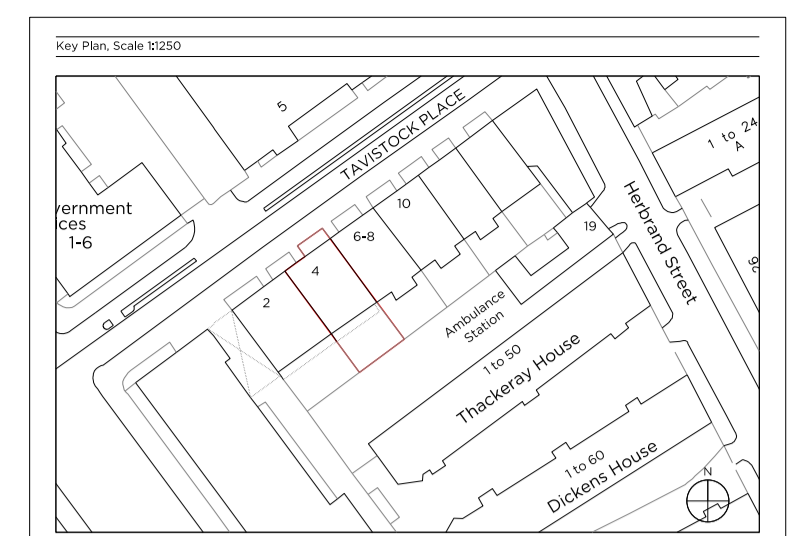 Key Plan, Scale 1:1250
5
TAVISTOCK PLACE
1 to 24
A
vernment
ices
1-6
Herbrand Street
10
6-8
19
4
26
2
Ambulance
Station
1 to 50
Thackeray House
1 to 60
Dickens House
N